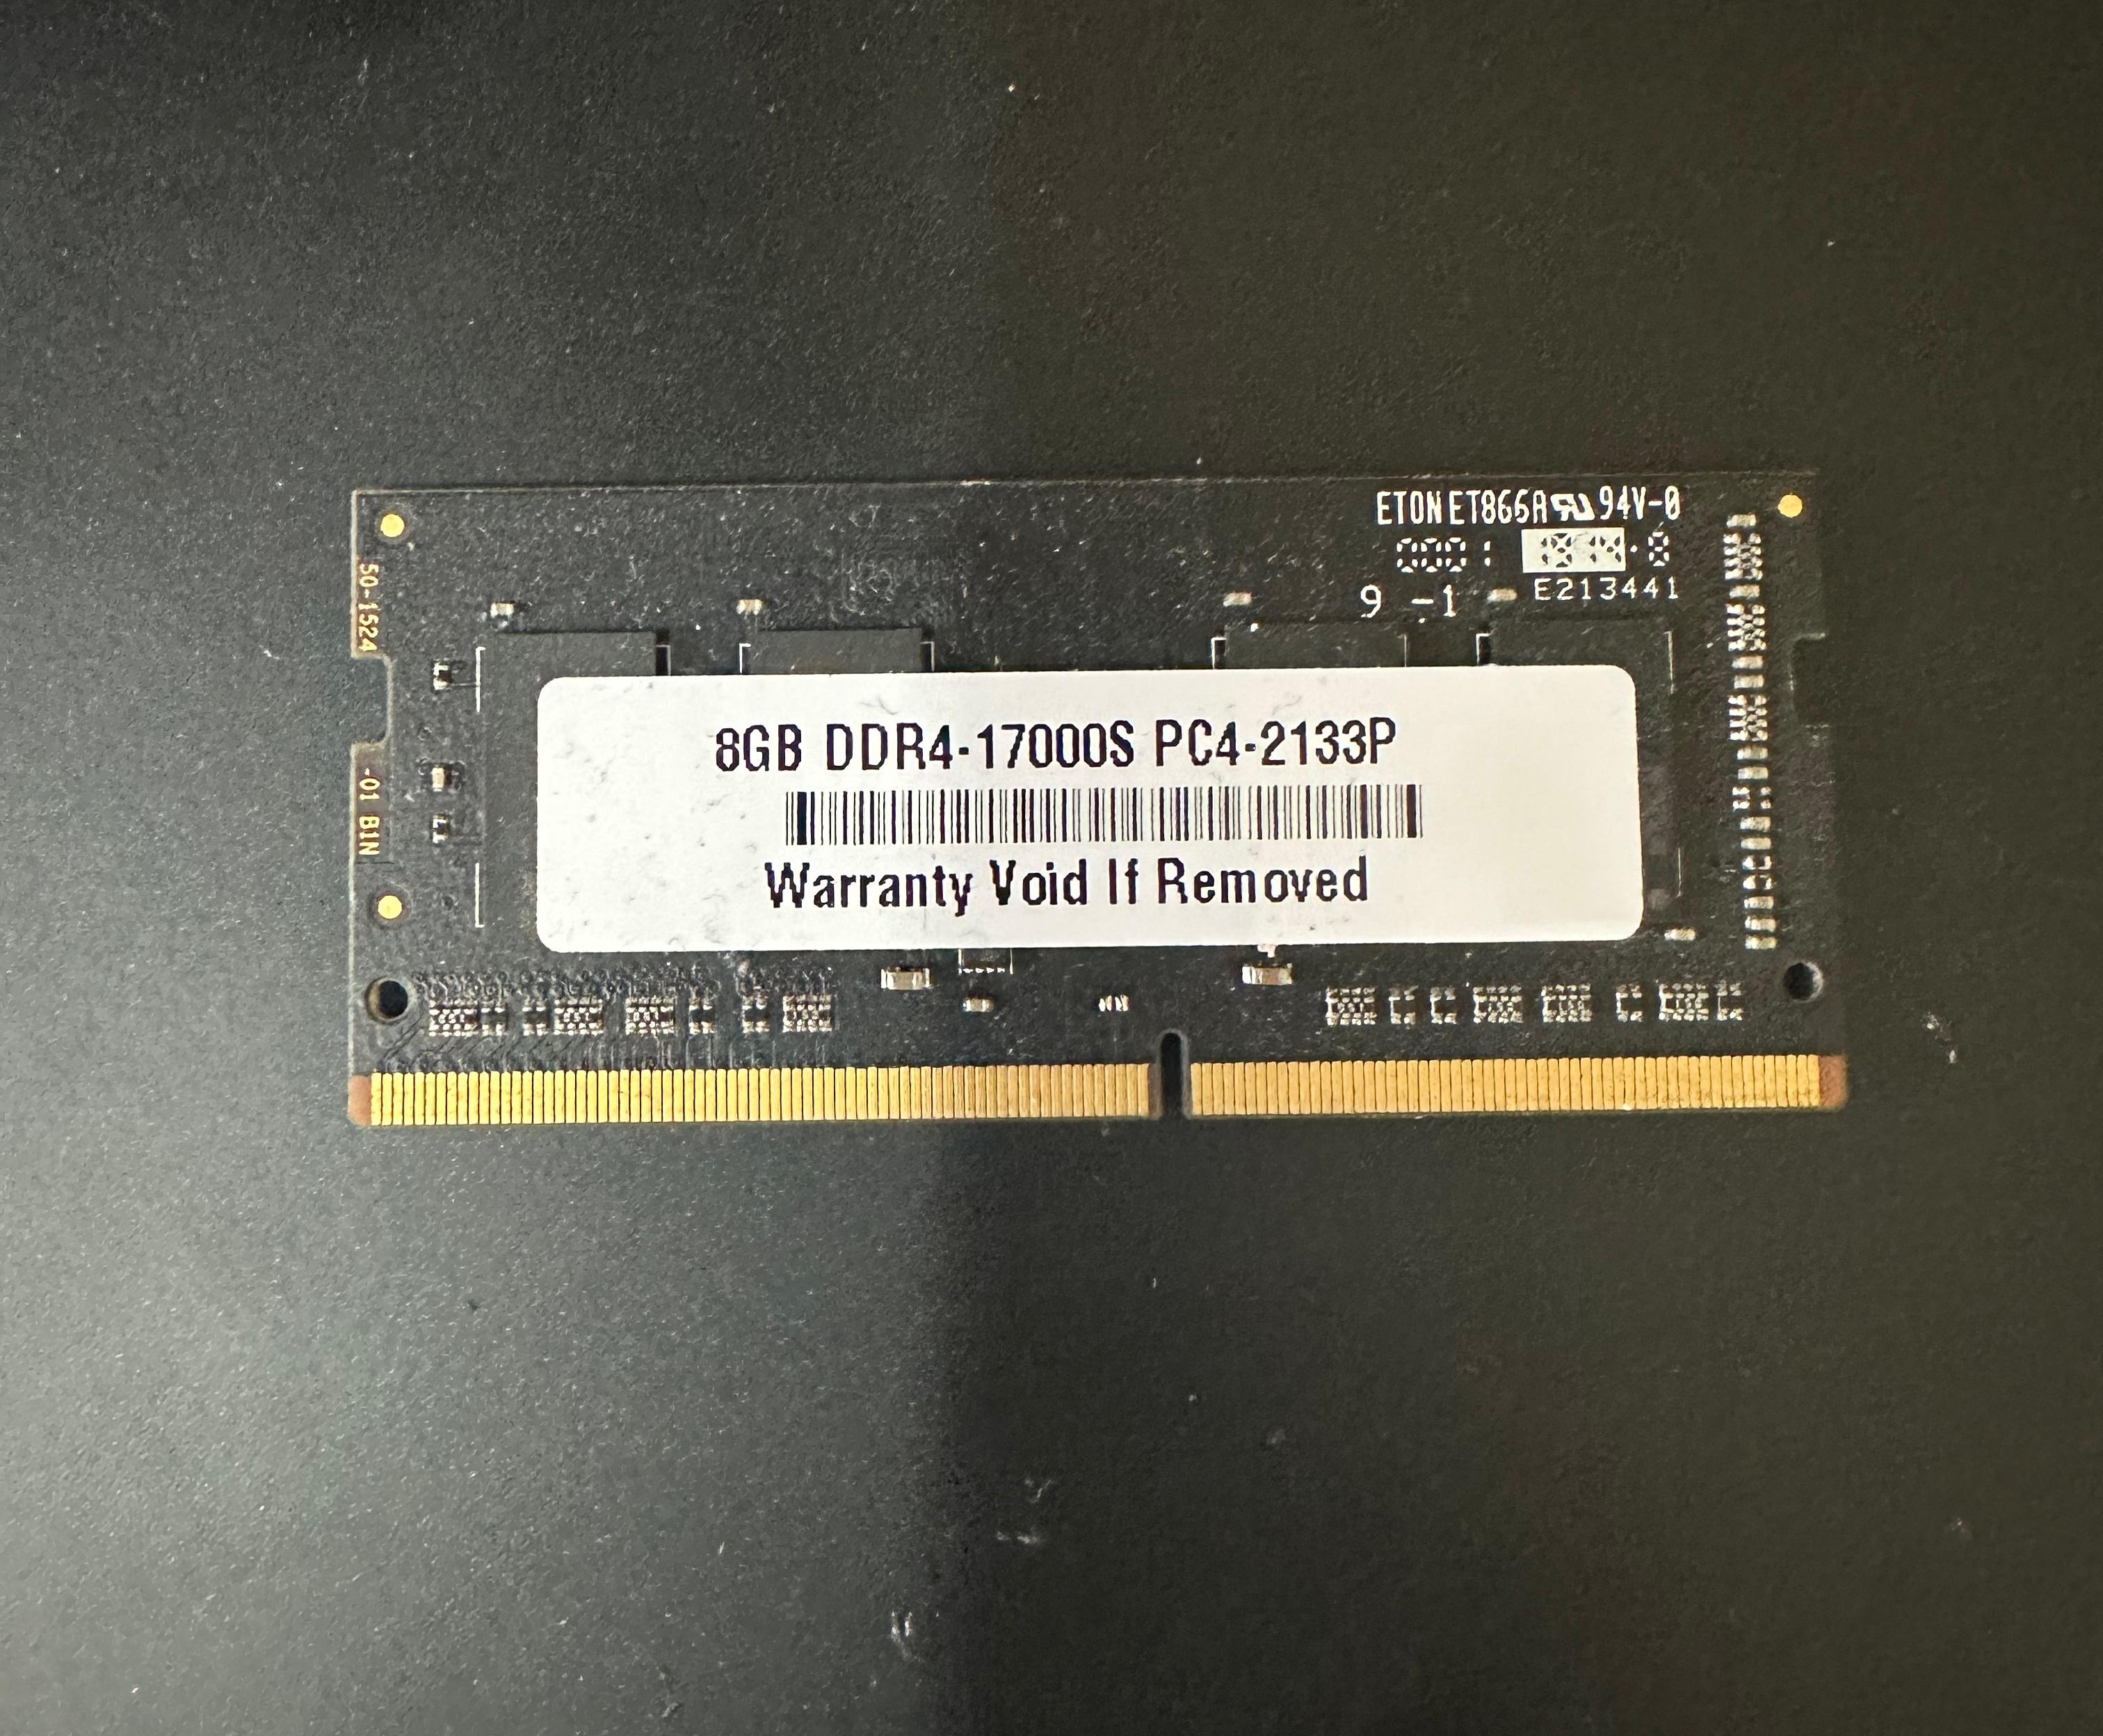 ETON ET866A 94V-0
E213441
9 -1
50-1524
-01 BIN
8GB DDR4-17000S PC4-2133P
Warranty Void If Removed